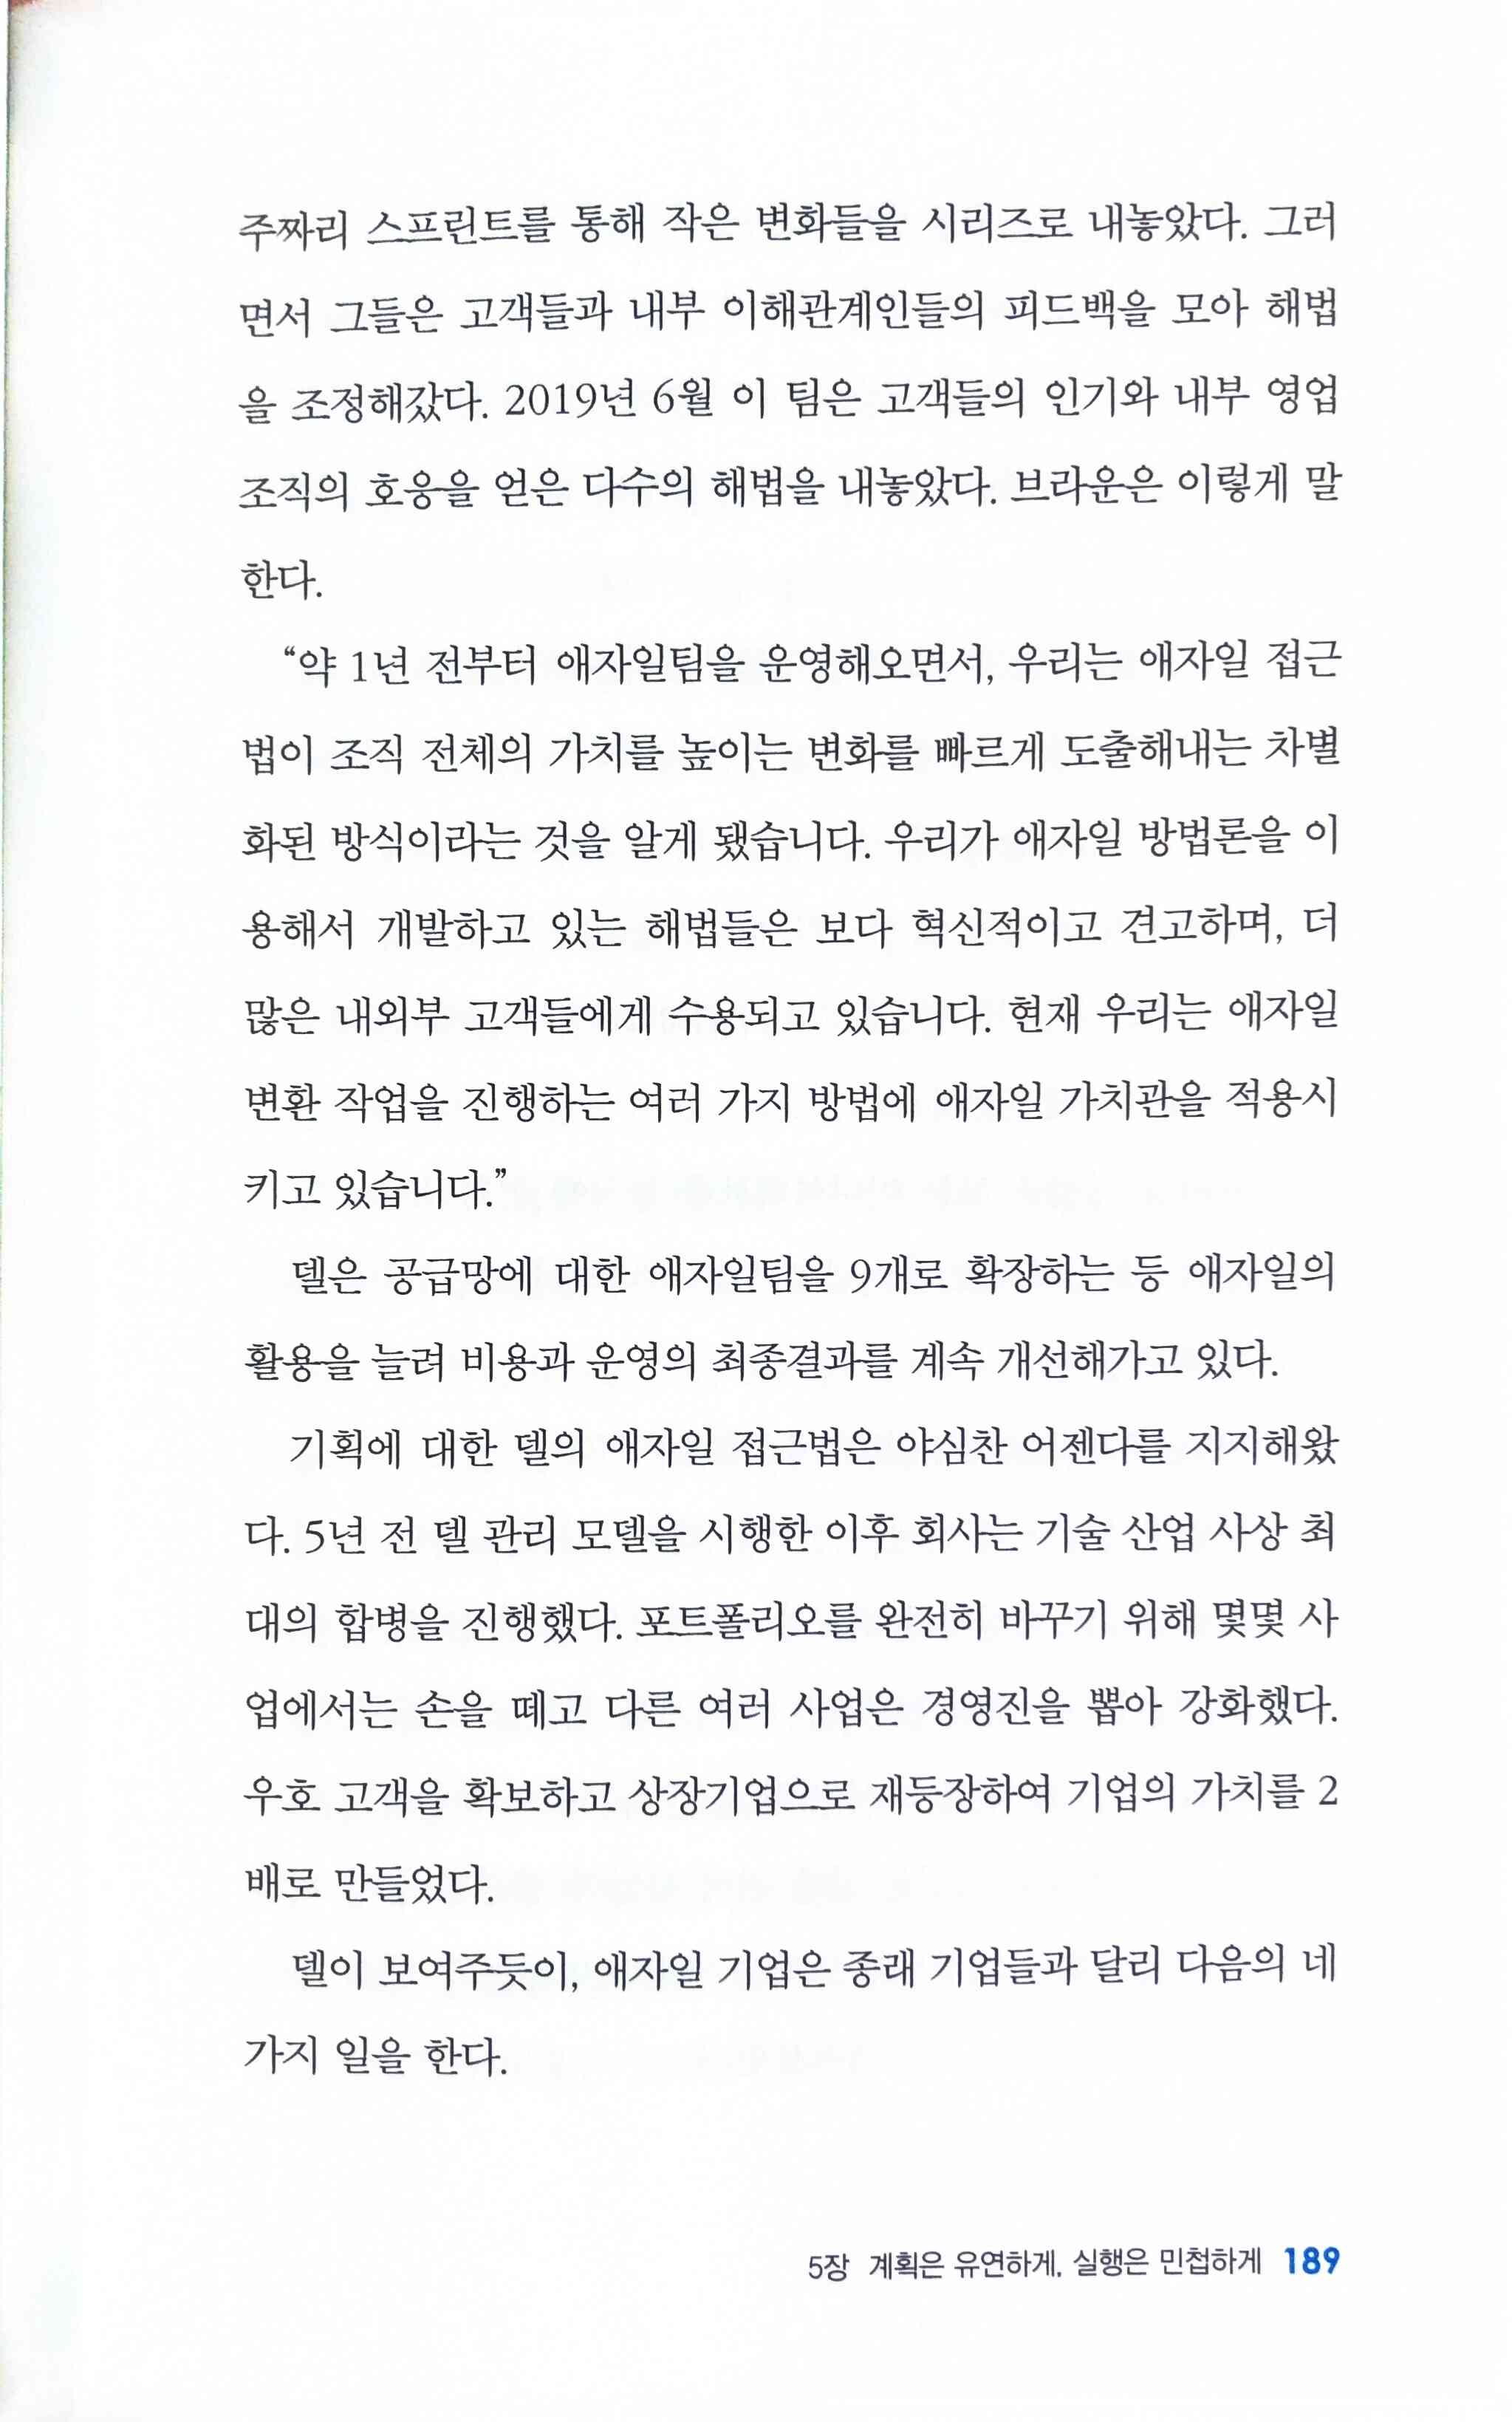 주짜리 스프린트를 통해 작은 변화들을 시리즈로 내놓았다. 그러
면서 그들은 고객들과 내부 이해관계인들의 피드백을 모아 해법
을 조정해갔다. 2019년 6월 이 팀은 고객들의 인기와 내부 영업
조직의 호응을 얻은 다수의 해법을 내놓았다. 브라운은 이렇게 말
한다.
“약 1년 전부터 애자일팀을 운영해오면서, 우리는 애자일 접근
법이 조직 전체의 가치를 높이는 변화를 빠르게 도출해내는 차별
화된 방식이라는 것을 알게 됐습니다. 우리가 애자일 방법론을 이
용해서 개발하고 있는 해법들은 보다 혁신적이고 견고하며, 더
많은 내외부 고객들에게 수용되고 있습니다. 현재 우리는 애자일
변환 작업을 진행하는 여러 가지 방법에 애자일 가치관을 적용시
키고 있습니다.”
델은 공급망에 대한 애자일팀을 9개로 확장하는 등 애자일의
활용을 늘려 비용과 운영의 최종결과를 계속 개선해가고 있다.
기획에 대한 델의 애자일 접근법은 야심찬 어젠다를 지지해왔
다. 5년 전 델 관리 모델을 시행한 이후 회사는 기술 산업 사상 최
대의 합병을 진행했다. 포트폴리오를 완전히 바꾸기 위해 몇몇 사
업에서는 손을 떼고 다른 여러 사업은 경영진을 뽑아 강화했다.
우호 고객을 확보하고 상장기업으로 재등장하여 기업의 가치를 2
배로 만들었다.
델이 보여주듯이, 애자일 기업은 종래 기업들과 달리 다음의 네
가지 일을 한다.
5장 계획은 유연하게, 실행은 민첩하게 189